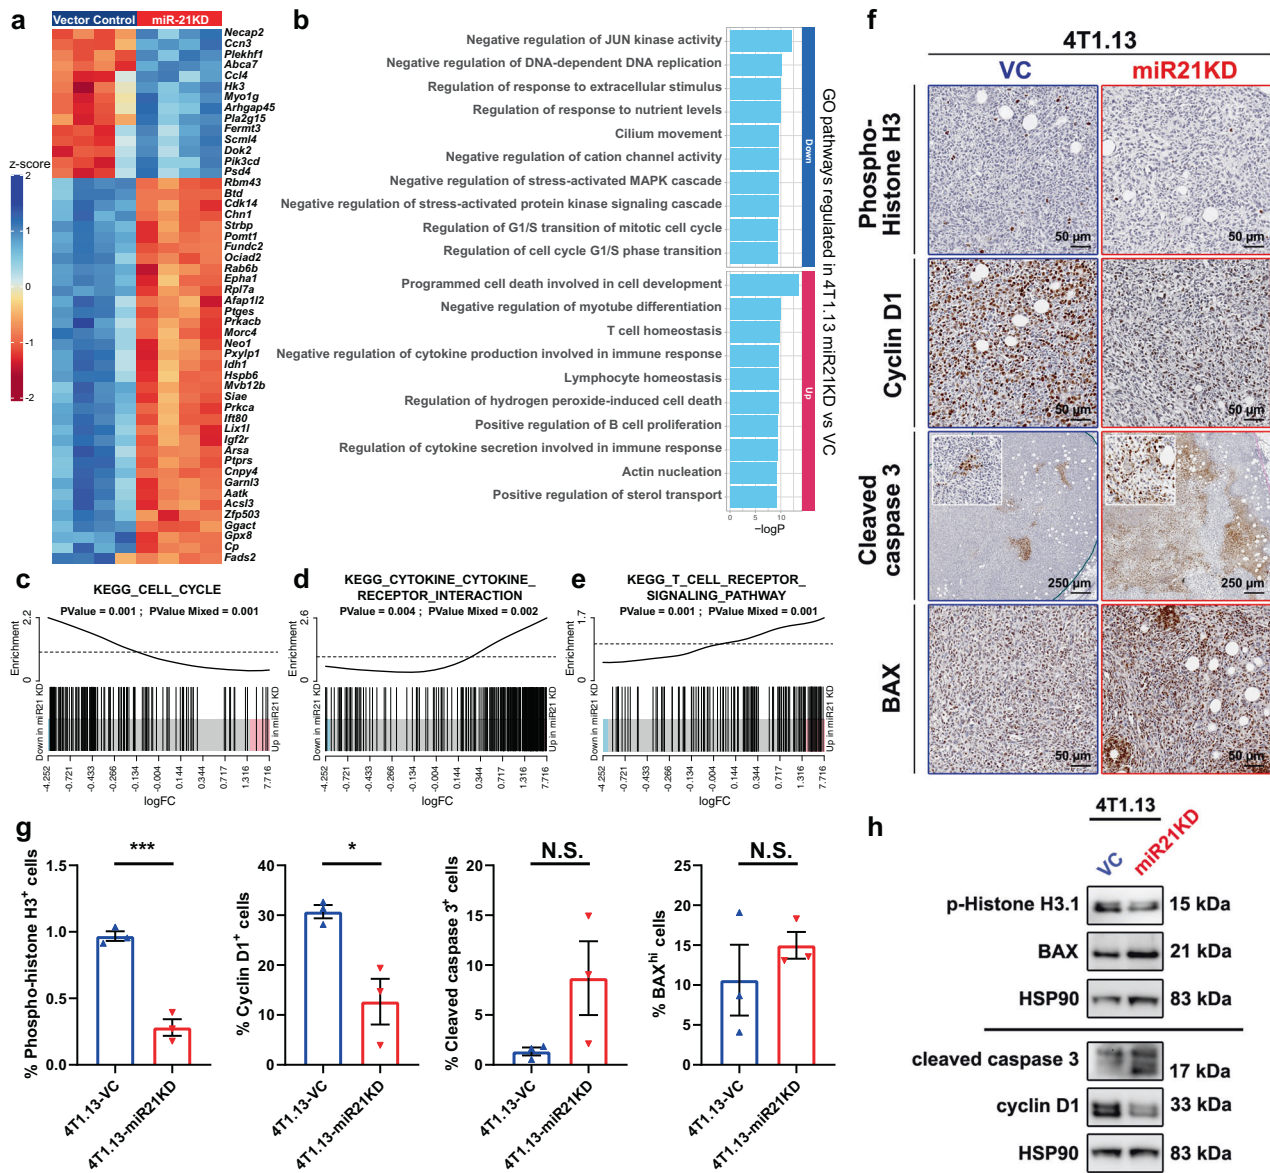 a
Vector Control
miR-21KD
Necap2
Ccn3
Plekhf1
Abca7
Ccl4
Hk3
Myo1g
Arhgap45
Pla2g15
Fermt3
Scml4
Dok2
Pik3cd
Psd4
Rbm43
Btd
Cdk14
Chn1
Strbp
Pomt1
Fundc2
Ociad2
Rab6b
Epha1
Rpl7a
Afap1l2
Ptges
Prkacb
Morc4
Neo1
Pxylp1
Idh1
Hspb6
Mvb12b
Siae
Prkca
Ift80
Lix1l
Igf2r
Arsa
Ptprs
Cnpy4
Garnl3
Aatk
Acsl3
Zfp503
Ggact
Gpx8
Cp
Fads2
z-score
2
1
0
-1
-2
b
Negative regulation of JUN kinase activity
Negative regulation of DNA-dependent DNA replication
Regulation of response to extracellular stimulus
Regulation of response to nutrient levels
Cilium movement
Negative regulation of cation channel activity
Negative regulation of stress-activated MAPK cascade
Negative regulation of stress-activated protein kinase signaling cascade
Regulation of G1/S transition of mitotic cell cycle
Regulation of cell cycle G1/S phase transition
Programmed cell death involved in cell development
Negative regulation of myotube differentiation
T cell homeostasis
Negative regulation of cytokine production involved in immune response
Lymphocyte homeostasis
Regulation of hydrogen peroxide-induced cell death
Positive regulation of B cell proliferation
Regulation of cytokine secretion involved in immune response
Actin nucleation
Positive regulation of sterol transport
Down
Up
GO pathways regulated in 4T1.13 miR21KD vs VC
0 5 10
−logP
c
KEGG_CELL_CYCLE
PValue = 0.001 ; PValue Mixed = 0.001
Enrichment
2.2
0
Down in miR21 KD
Up in miR21 KD
-4.252 -0.721 -0.433 -0.266 -0.134 -0.004 0.144 0.344 0.717 1.316 7.716
logFC
d
KEGG_CYTOKINE_CYTOKINE_
RECEPTOR_INTERACTION
PValue = 0.004 ; PValue Mixed = 0.002
Enrichment
2.6
0
Down in miR21 KD
Up in miR21 KD
-4.252 -0.721 -0.433 -0.266 -0.134 -0.004 0.144 0.344 0.717 1.316 7.716
logFC
e
KEGG_T_CELL_RECEPTOR_
SIGNALING_PATHWAY
PValue = 0.001 ; PValue Mixed = 0.001
Enrichment
1.7
0
Down in miR21 KD
Up in miR21 KD
-4.252 -0.721 -0.433 -0.266 -0.134 -0.004 0.144 0.344 0.717 1.316 7.716
logFC
f
4T1.13
VC
miR21KD
Phospho-
Histone H3
50 µm
50 µm
Cyclin D1
50 µm
50 µm
Cleaved
caspase 3
250 µm
250 µm
BAX
50 µm
50 µm
g
% Phospho-histone H3+ cells
1.5
1.0
0.5
0.0
***
4T1.13-VC
4T1.13-miR21KD
% Cyclin D1+ cells
40
30
20
10
0
*
4T1.13-VC
4T1.13-miR21KD
% Cleaved caspase 3+ cells
20
15
10
5
0
N.S.
4T1.13-VC
4T1.13-miR21KD
% BAXhi cells
25
20
15
10
5
0
N.S.
4T1.13-VC
4T1.13-miR21KD
h
4T1.13
VC
miR21KD
p-Histone H3.1 15 kDa
BAX 21 kDa
HSP90 83 kDa
cleaved caspase 3 17 kDa
cyclin D1 33 kDa
HSP90 83 kDa